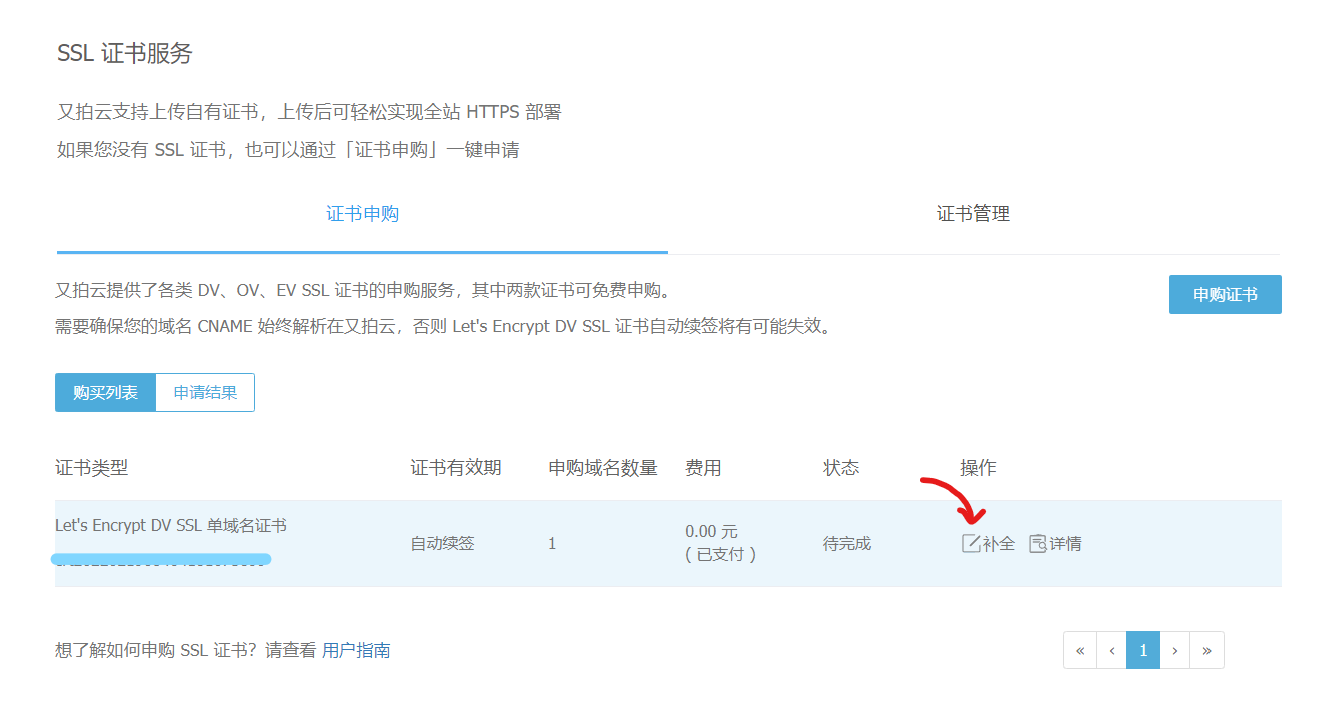 SSL 证书服务
又拍云支持上传自有证书，上传后可轻松实现全站 HTTPS 部署
如果您没有 SSL 证书，也可以通过「证书申购」一键申请
证书申购
证书管理
又拍云提供了各类 DV、OV、EV SSL 证书的申购服务，其中两款证书可免费申购。
申购证书
需要确保您的域名 CNAME 始终解析在又拍云，否则 Let's Encrypt DV SSL 证书自动续签将有可能失效。
购买列表 申请结果
证书类型 证书有效期 申购域名数量 费用 状态 操作
Let's Encrypt DV SSL 单域名证书
自动续签 1 0.00 元 待完成 补全 详情
( 已支付 )
想了解如何申购 SSL 证书？请查看 用户指南
« ‹ 1 › »